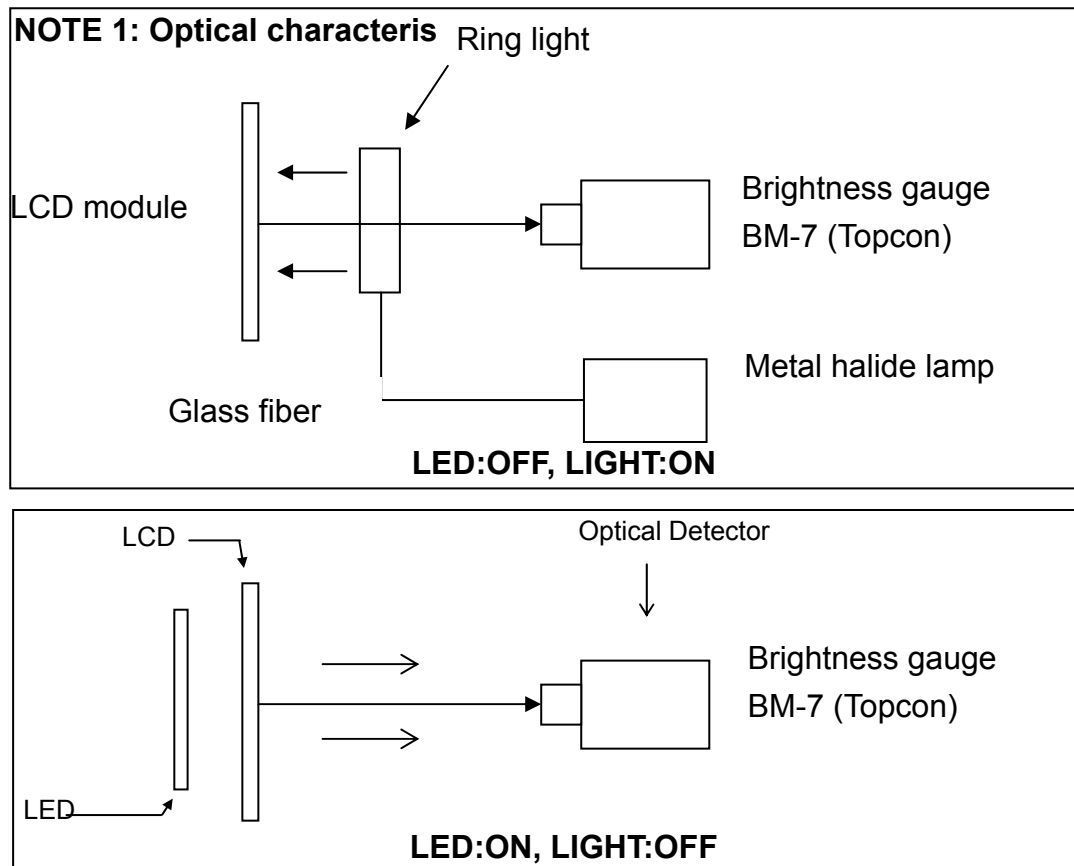 NOTE 1: Optical characteris
Ring light
LCD module
Brightness gauge
BM-7 (Topcon)
Metal halide lamp
Glass fiber
LED:OFF, LIGHT:ON
LCD
Optical Detector
Brightness gauge
BM-7 (Topcon)
LED
LED:ON, LIGHT:OFF